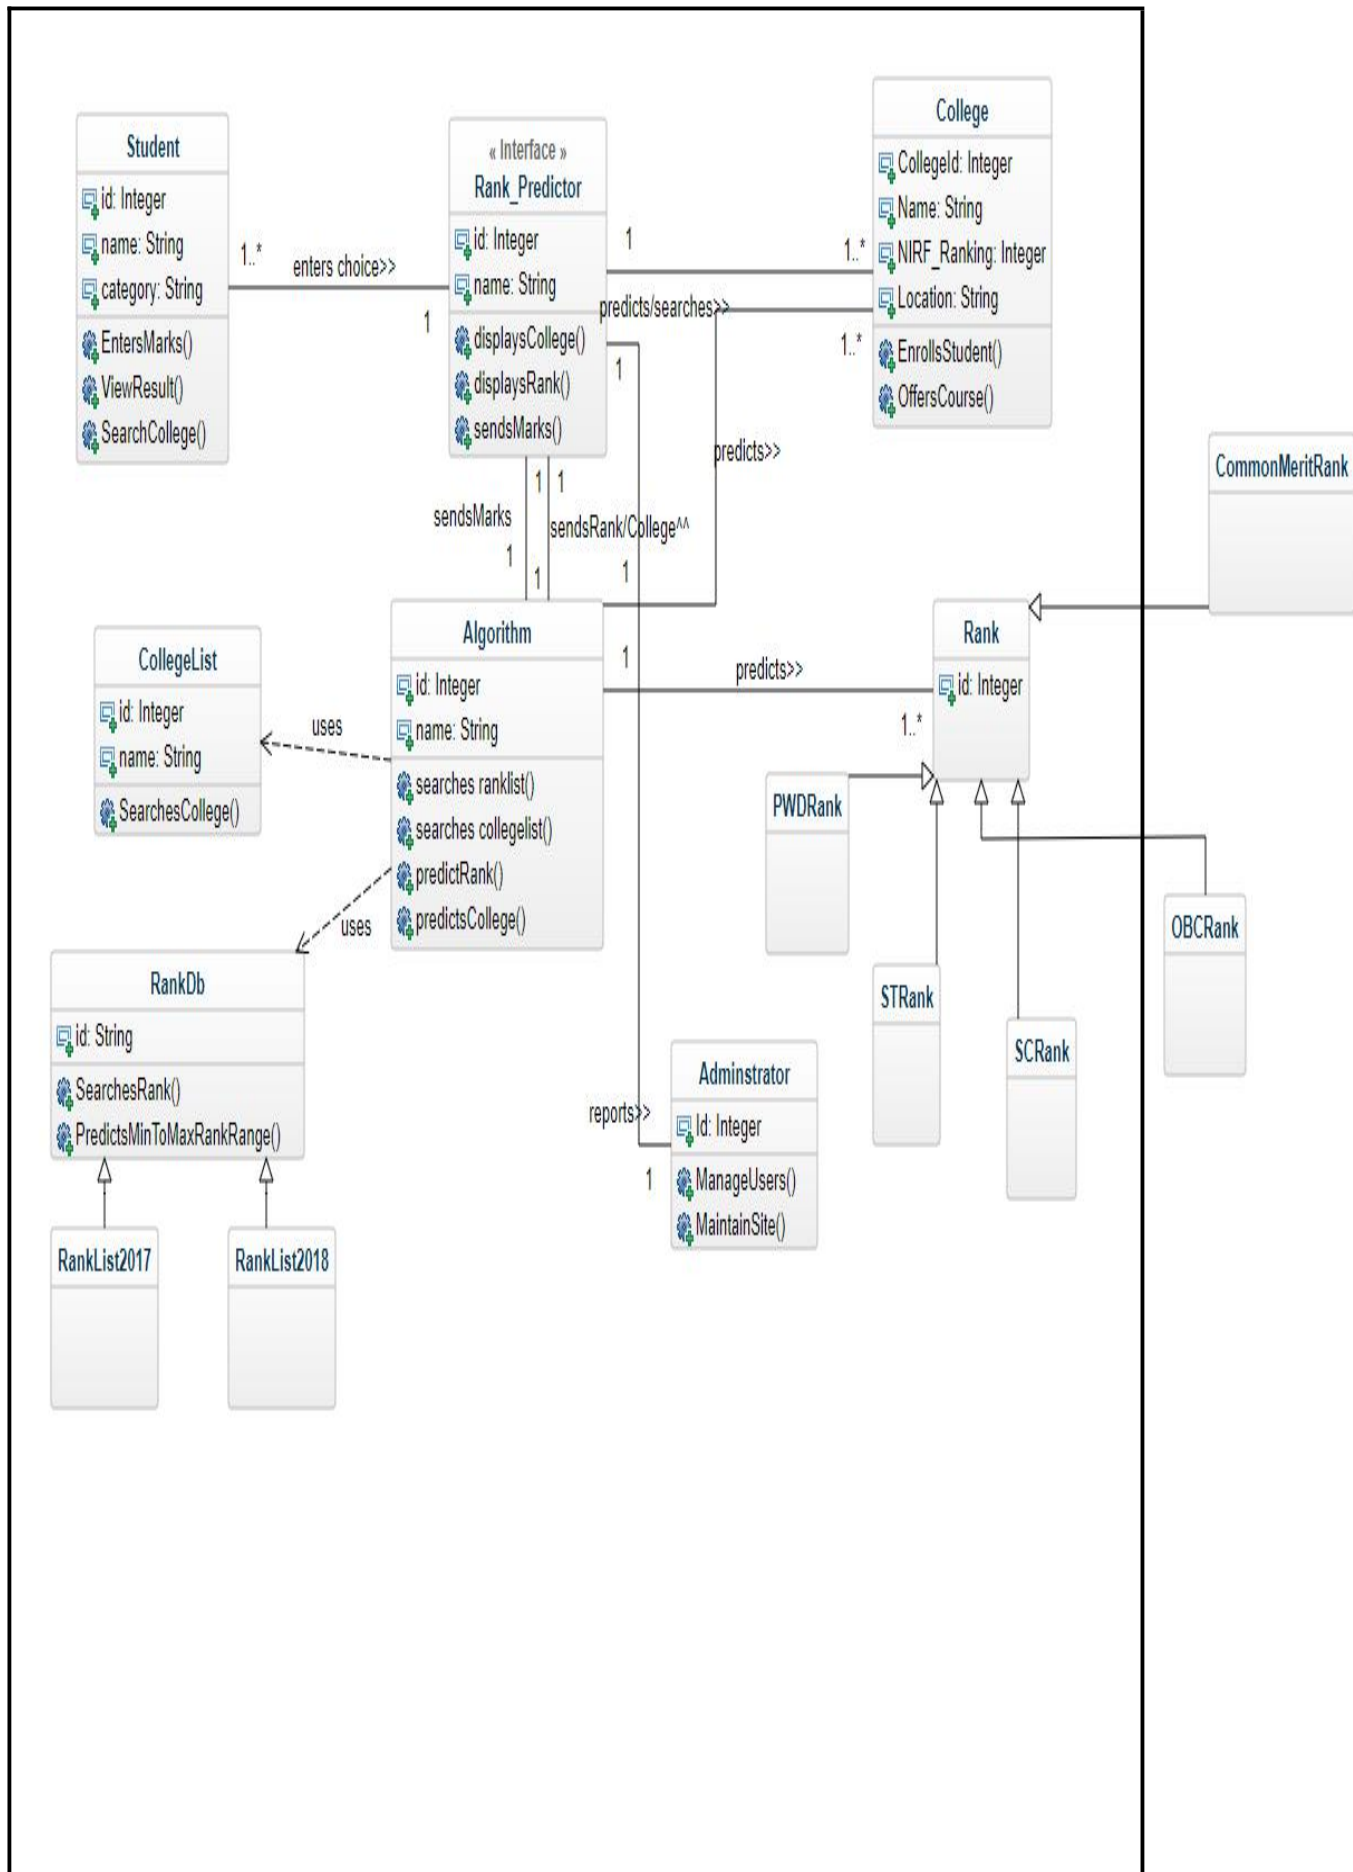 Student
id: Integer
name: String
category: String
EntersMarks()
ViewResult()
SearchCollege()
1..*
enters choice>>
1
« Interface »
Rank_Predictor
id: Integer
name: String
displaysCollege()
displaysRank()
sendsMarks()
1
1..*
predicts/searches>>
1..*
1
College
CollegeId: Integer
Name: String
NIRF_Ranking: Integer
Location: String
EnrollsStudent()
OffersCourse()
predicts>>
CommonMeritRank
1
1
sendsMarks
sendsRank/College^^
1
1
1
Algorithm
id: Integer
name: String
searches ranklist()
searches collegelist()
predictRank()
predictsCollege()
1
predicts>>
1..*
Rank
id: Integer
CollegeList
id: Integer
name: String
SearchesCollege()
uses
uses
PWDRank
OBCRank
STRank
SCRank
RankDb
id: String
SearchesRank()
PredictsMinToMaxRankRange()
reports>>
1
Adminstrator
Id: Integer
ManageUsers()
MaintainSite()
RankList2017
RankList2018